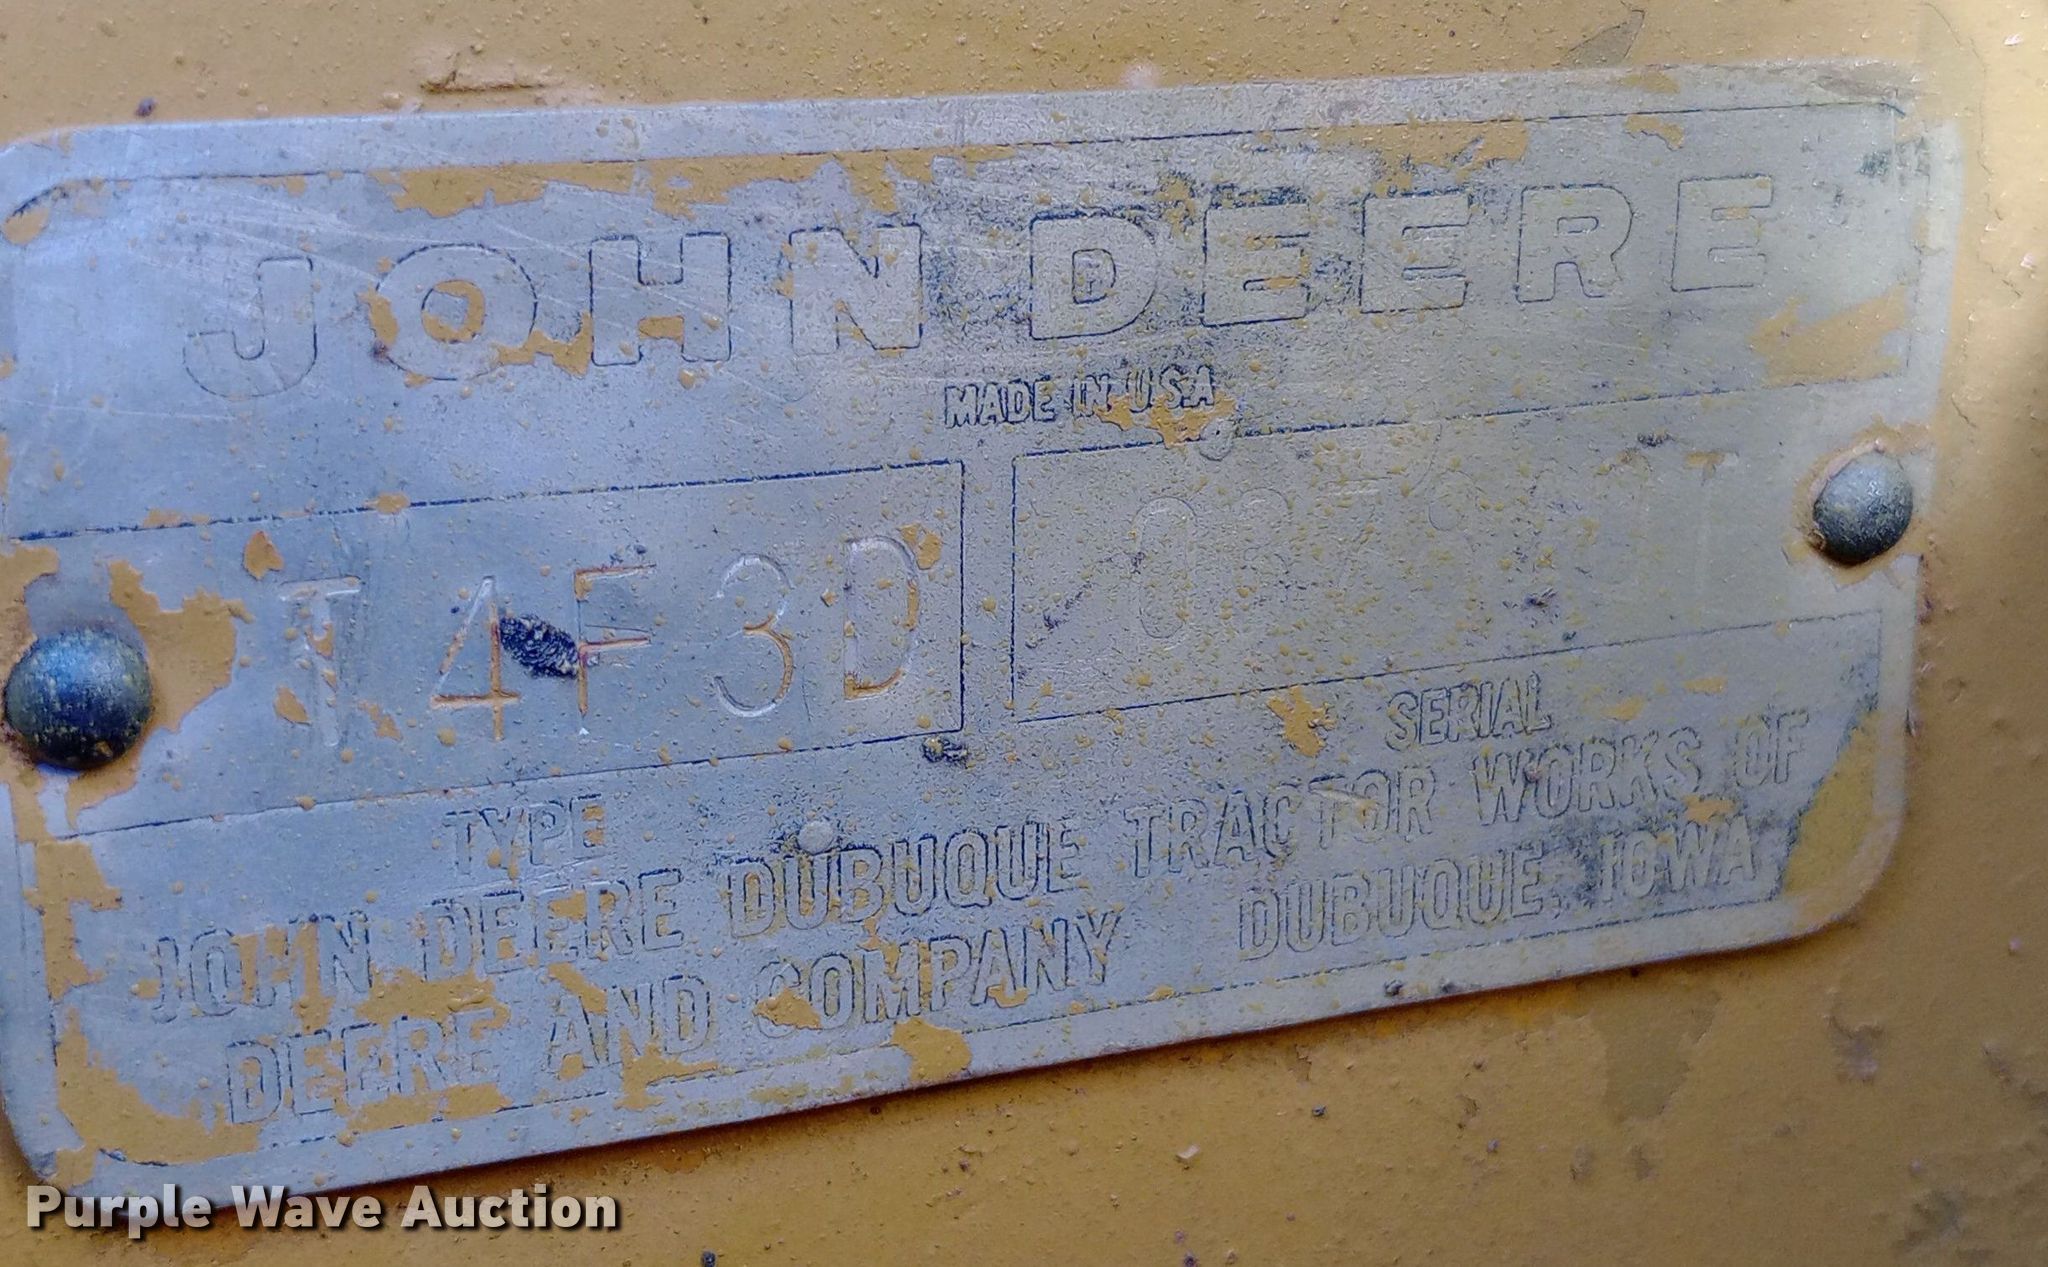 JOHN DEERE
MADE IN U.S.A
T4F3D
SERIAL
TYPE
JOHN DEERE DUBUQUE TRACTOR WORKS OF
DEERE AND COMPANY DUBUQUE, IOWA
Purple Wave Auction